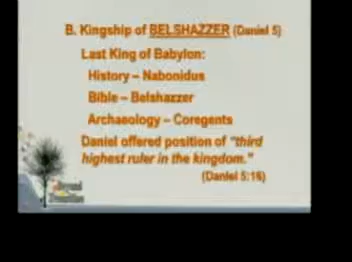 B. Kingship of BELSHAZZER (Daniel 5)
Last King of Babylon:
History – Nabonidus
Bible – Belshazzer
Archaeology – Coregents
Daniel offered position of "third
highest ruler in the kingdom."
(Daniel 5:16)